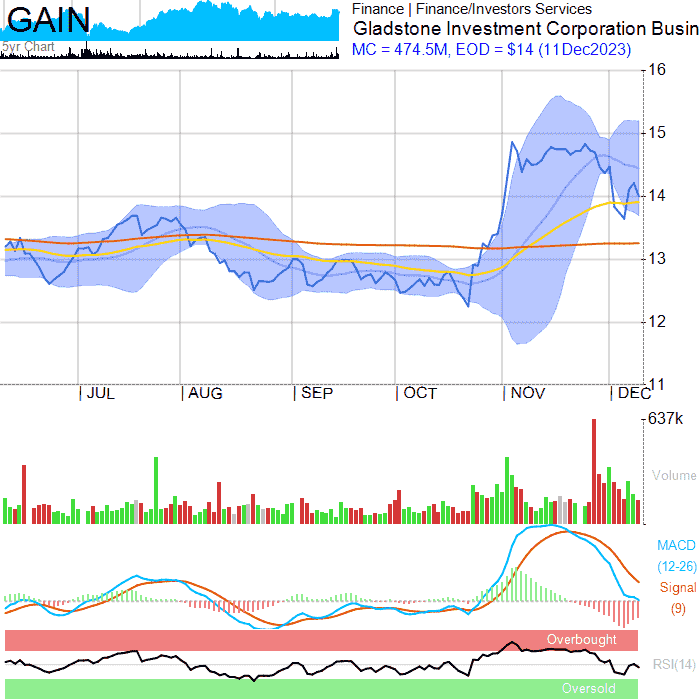 GAIN
5yr Chart
Finance | Finance/Investors Services
Gladstone Investment Corporation Busin
MC = 474.5M, EOD = $14 (11Dec2023)
16
15
14
13
12
11
JUL AUG SEP OCT NOV DEC
637k
Volume
MACD
(12-26)
Signal
(9)
Overbought
RSI(14)
Oversold